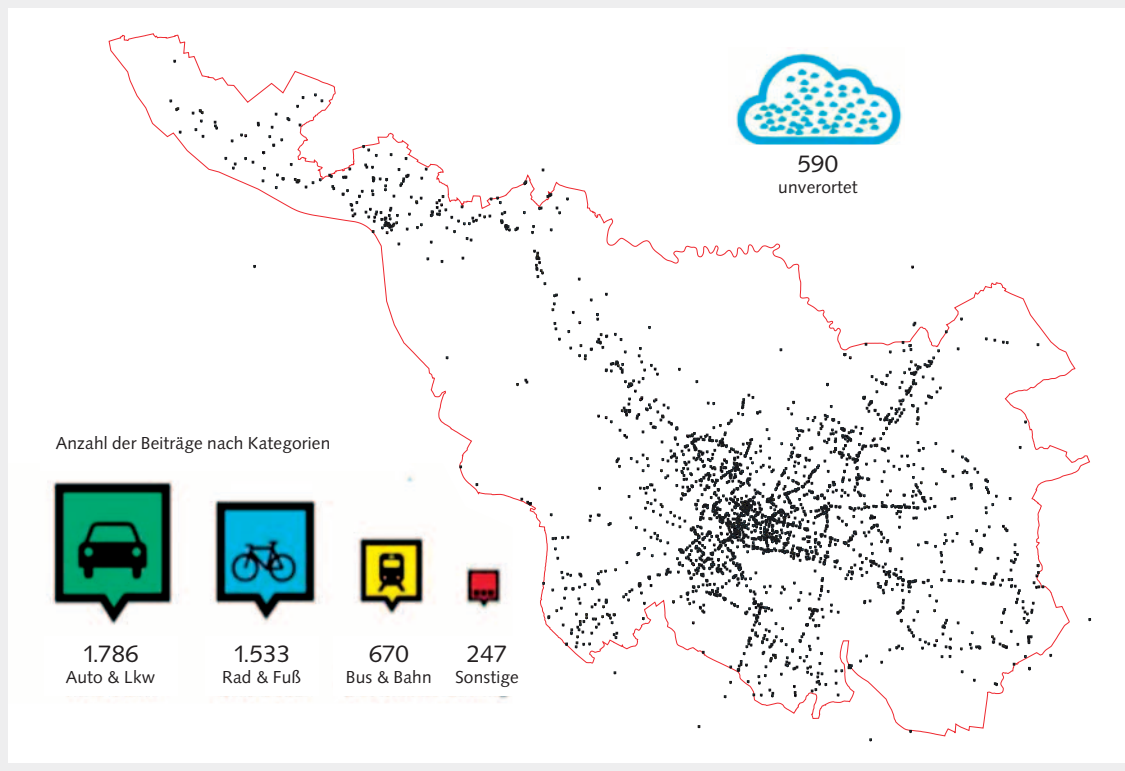 590
unverortet
Anzahl der Beiträge nach Kategorien
1.786
Auto & Lkw
1.533
Rad & Fuß
670
Bus & Bahn
247
Sonstige